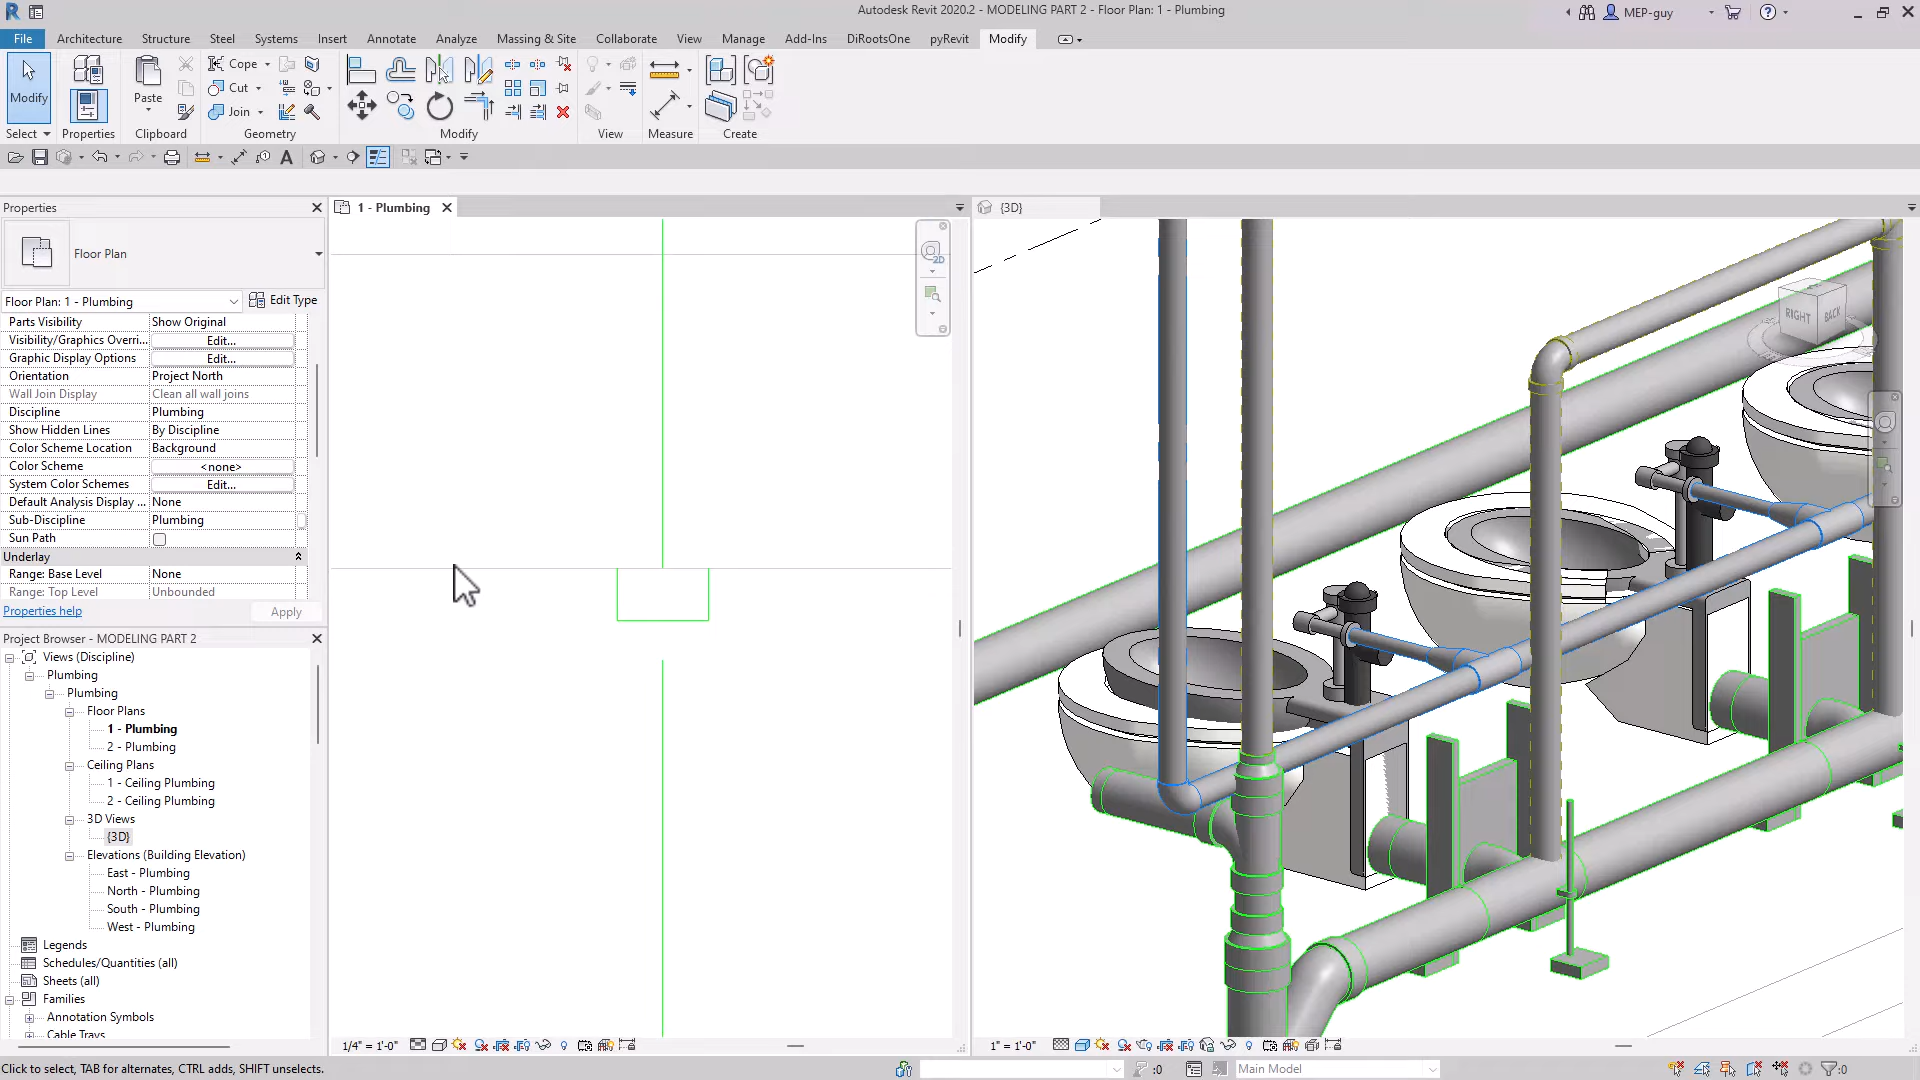 Autodesk Revit 2020.2 - MODELING PART 2 - Floor Plan: 1 - Plumbing
MEP-guy
File Architecture Structure Steel Systems Insert Annotate Analyze Massing & Site Collaborate View Manage Add-Ins DiRootsOne pyRevit Modify
Modify
Paste
Cope
Cut
Join
Select Properties Clipboard Geometry Modify View Measure Create
Properties
1 - Plumbing
{3D}
Floor Plan
Floor Plan: 1 - Plumbing
Edit Type
Parts Visibility Show Original
Visibility/Graphics Overri... Edit...
Graphic Display Options Edit...
Orientation Project North
Wall Join Display Clean all wall joins
Discipline Plumbing
Show Hidden Lines By Discipline
Color Scheme Location Background
Color Scheme <none>
System Color Schemes Edit...
Default Analysis Display ... None
Sub-Discipline Plumbing
Sun Path
Underlay
Range: Base Level None
Range: Top Level Unbounded
Properties help
Apply
Project Browser - MODELING PART 2
Views (Discipline)
Plumbing
Plumbing
Floor Plans
1 - Plumbing
2 - Plumbing
Ceiling Plans
1 - Ceiling Plumbing
2 - Ceiling Plumbing
3D Views
{3D}
Elevations (Building Elevation)
East - Plumbing
North - Plumbing
South - Plumbing
West - Plumbing
Legends
Schedules/Quantities (all)
Sheets (all)
Families
Annotation Symbols
Cable Trays
2D
RIGHT
BACK
1/4" = 1'-0"
1" = 1'-0"
Click to select, TAB for alternates, CTRL adds, SHIFT unselects.
:0
Main Model
:0